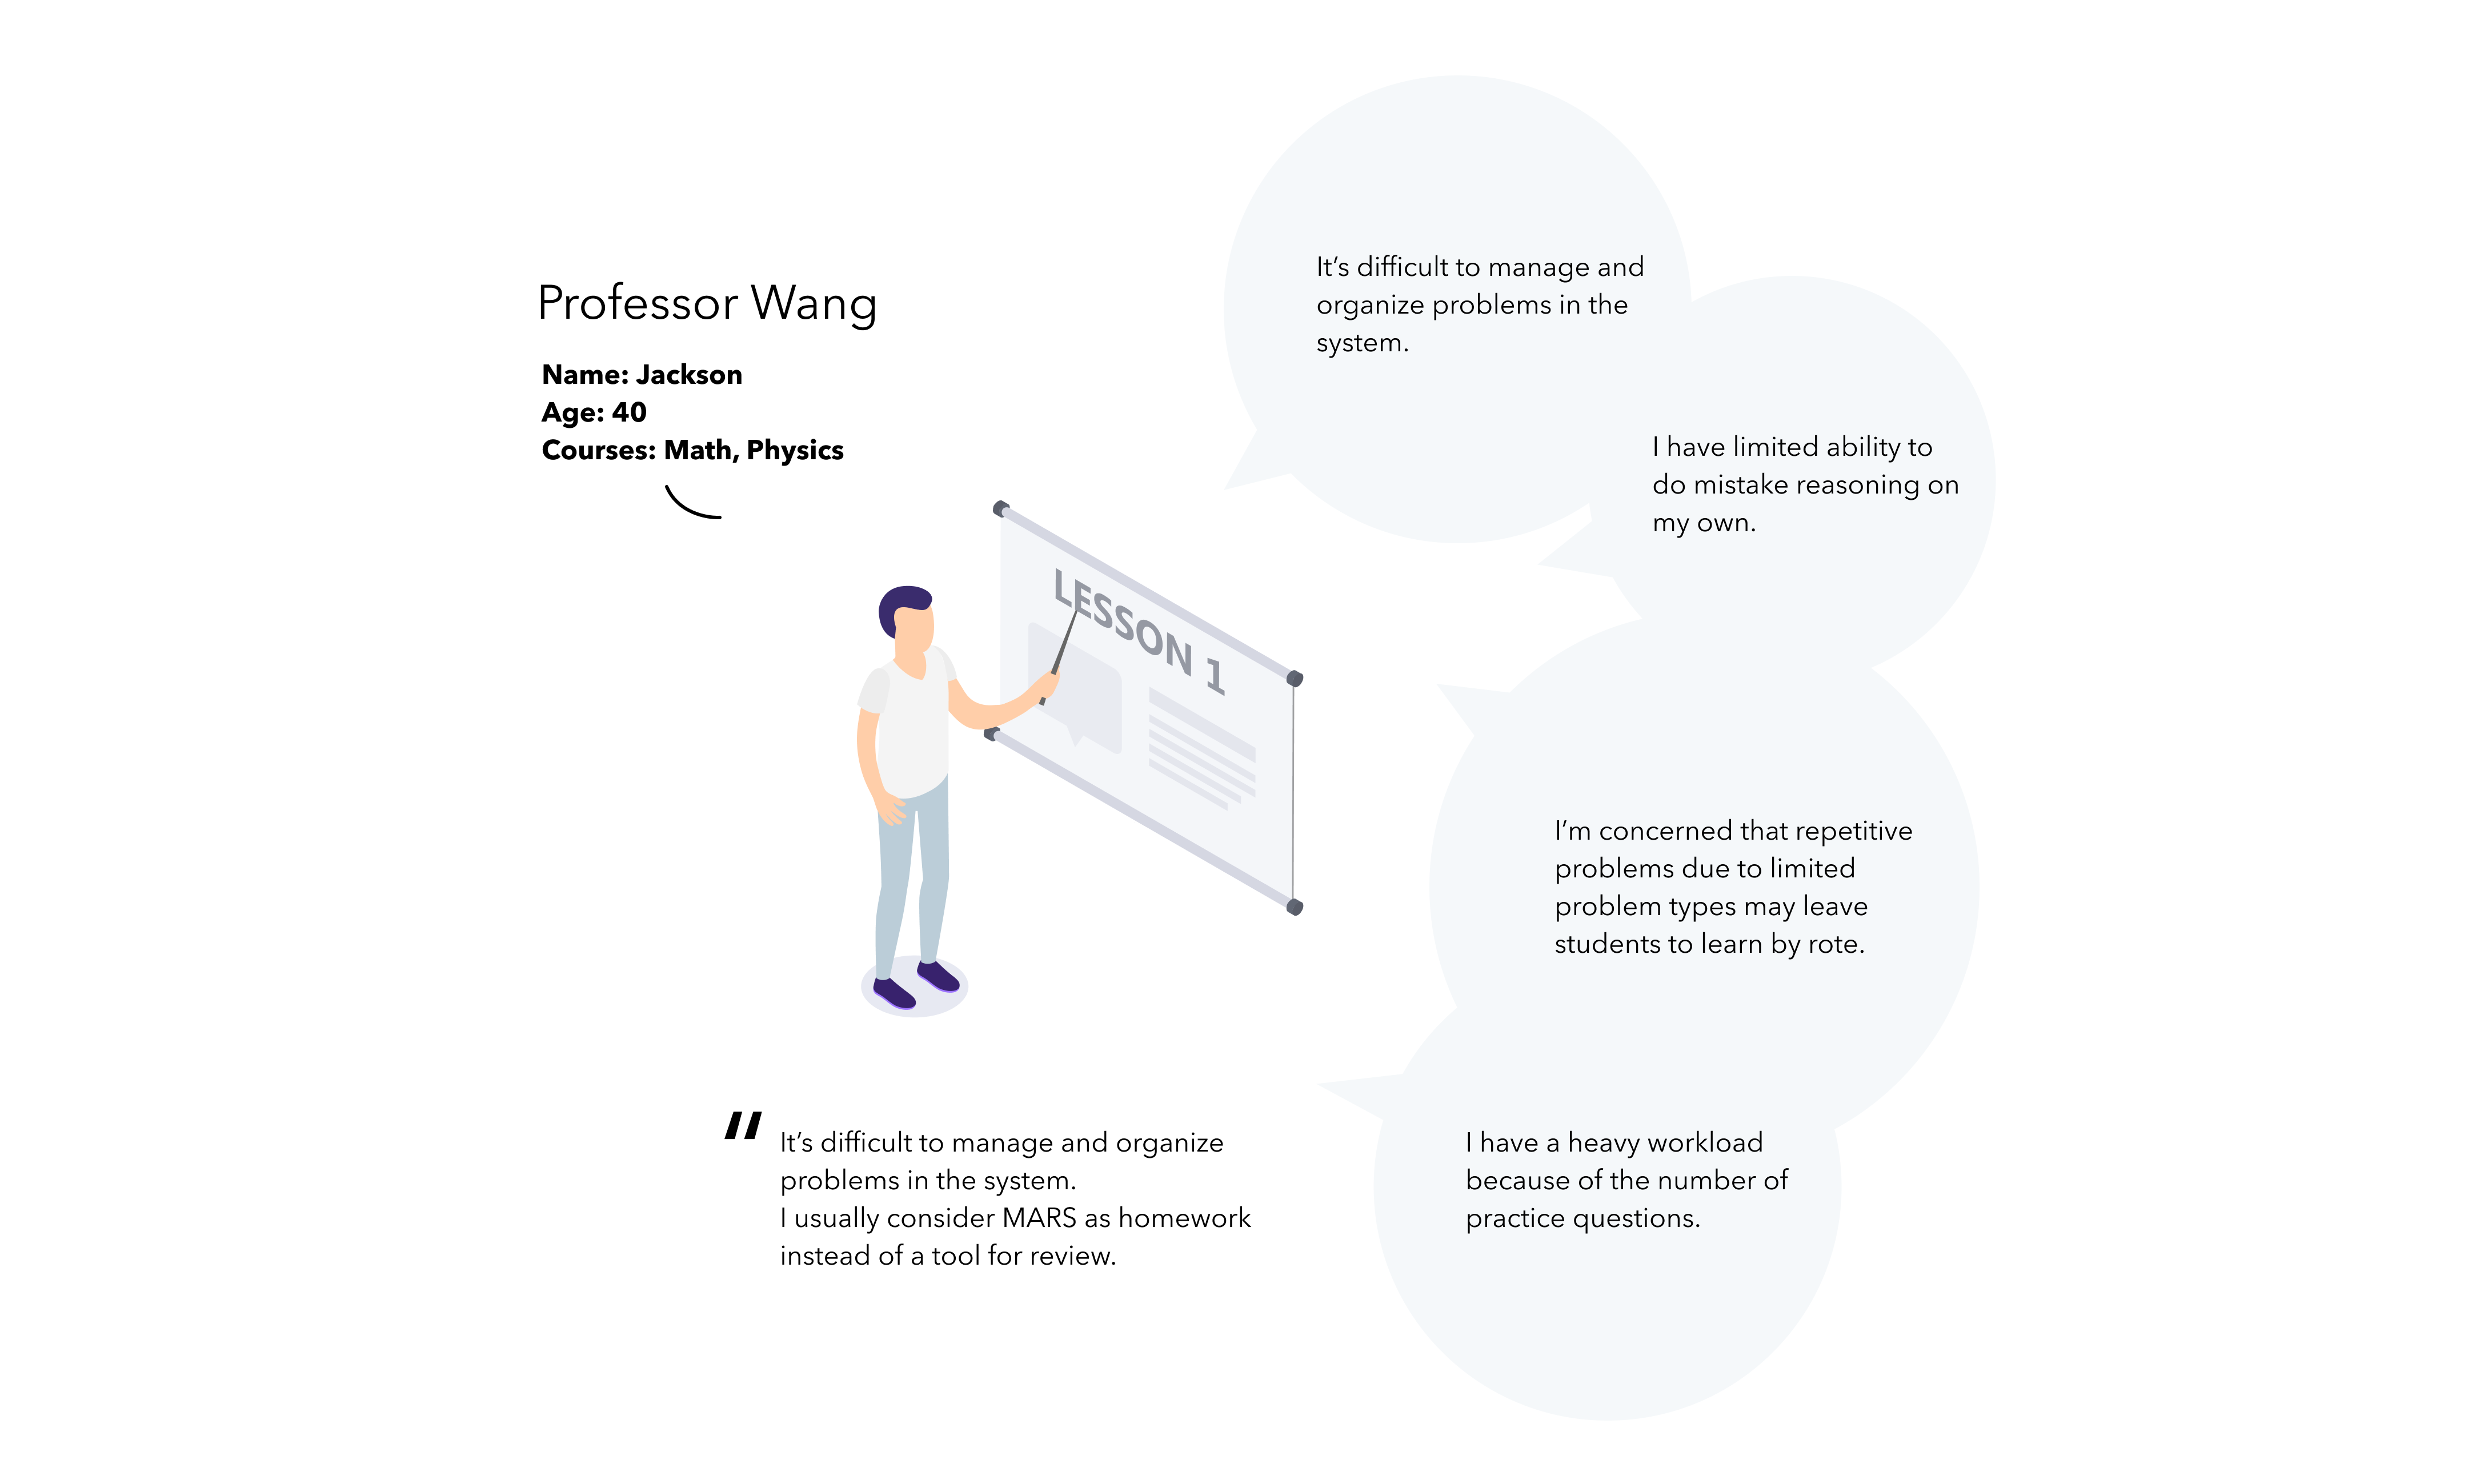 Professor Wang
Name: Jackson
Age: 40
Courses: Math, Physics
LESSON 1
It’s difficult to manage and
organize problems in the
system.
I have limited ability to
do mistake reasoning on
my own.
I’m concerned that repetitive
problems due to limited
problem types may leave
students to learn by rote.
I have a heavy workload
because of the number of
practice questions.
“ It’s difficult to manage and organize
problems in the system.
I usually consider MARS as homework
instead of a tool for review.